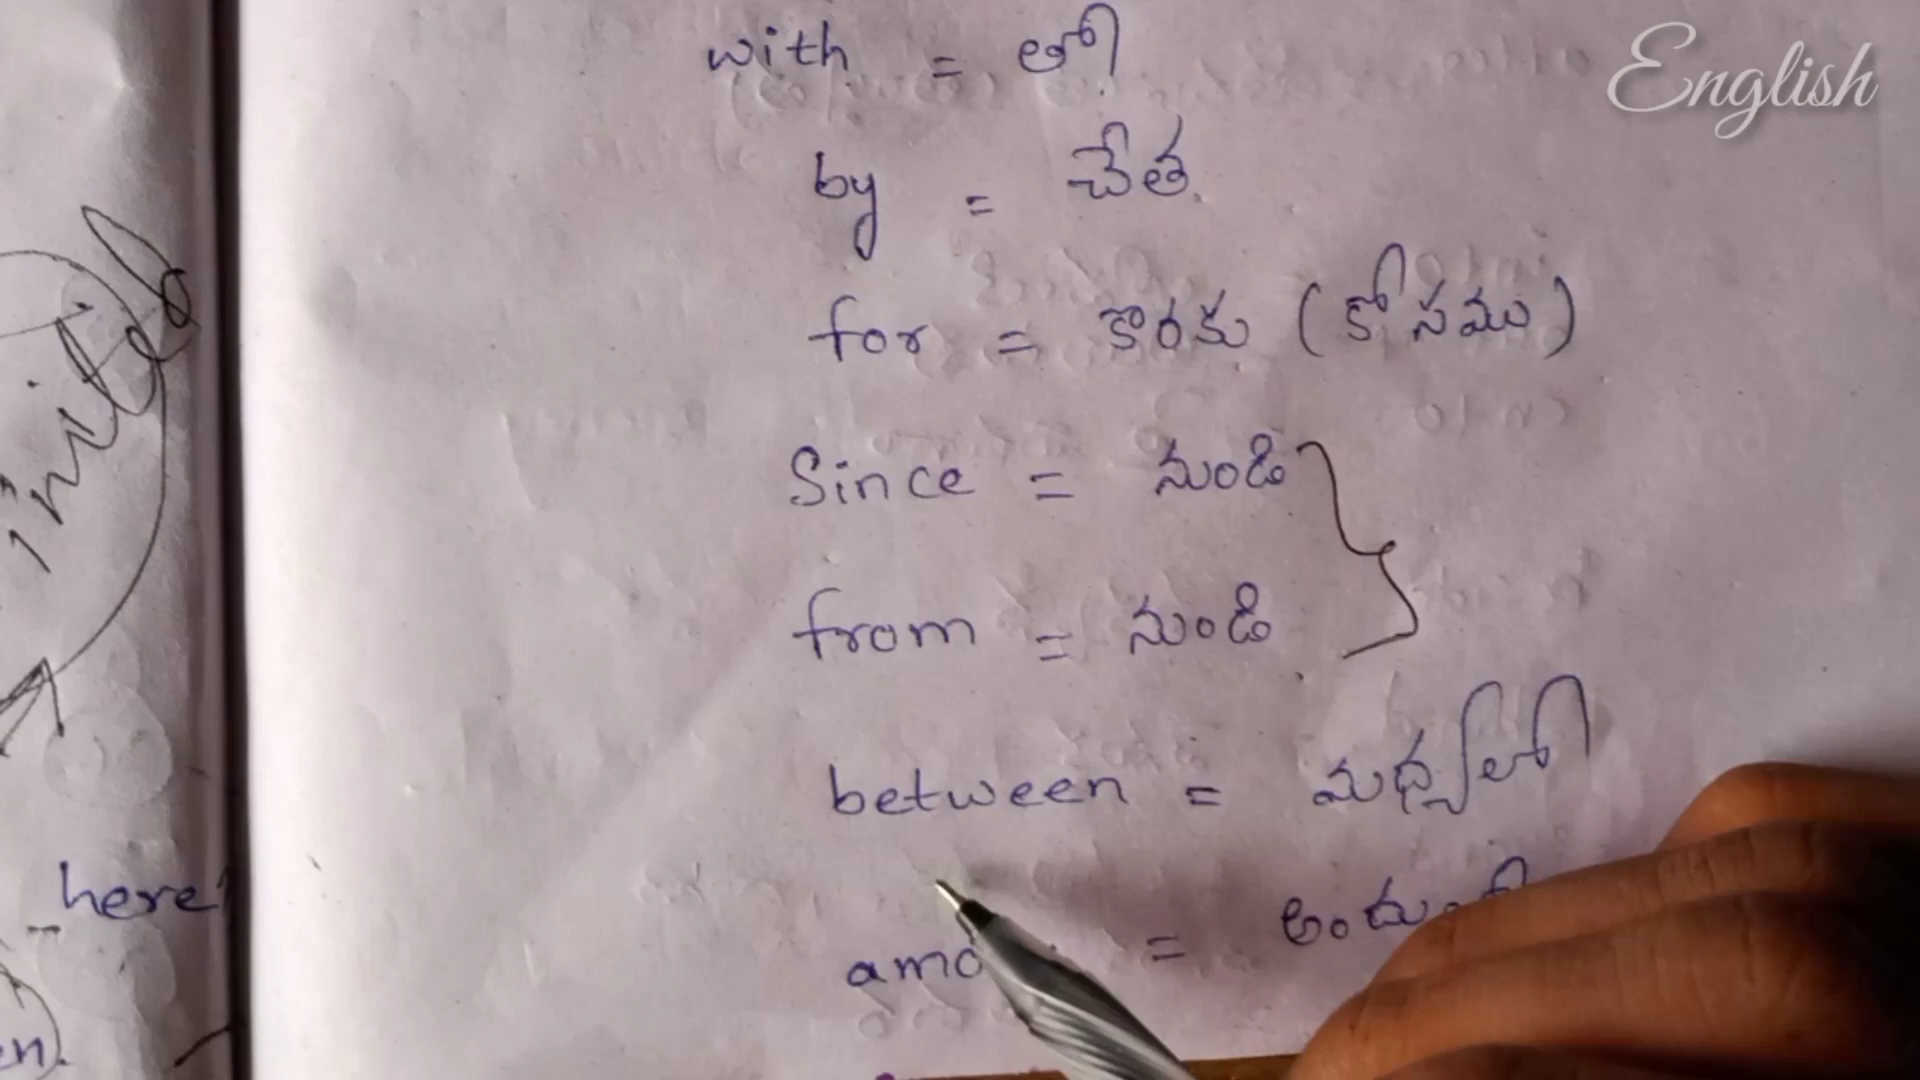 English
with = తో
by = చేత
for = కొరకు (కోసము)
Since = నుండి
from = నుండి
between = మధ్యలో
=
here